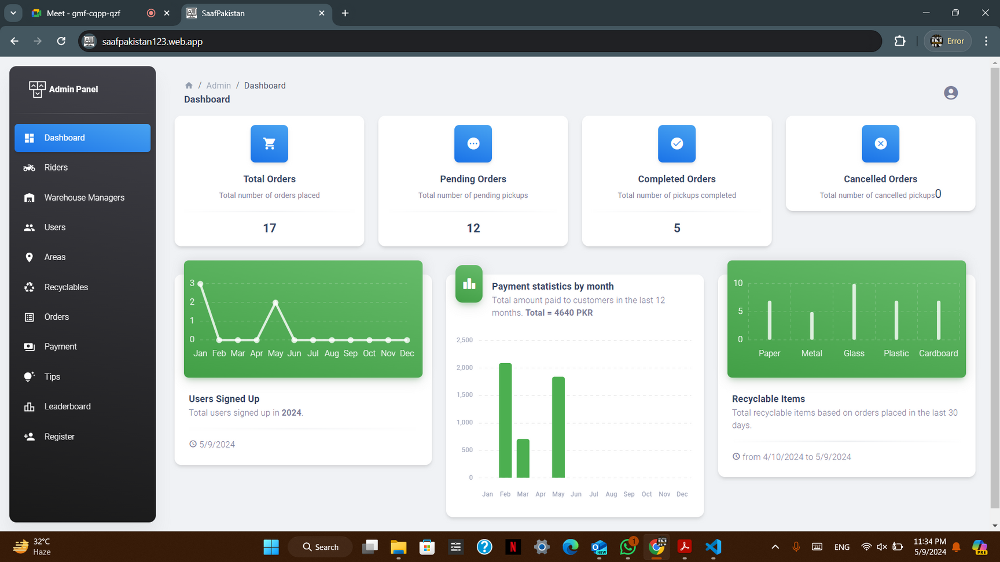 Meet - gmf-cqpp-qzf
SaafPakistan
saafpakistan123.web.app
Error
Admin Panel
Dashboard
Riders
Warehouse Managers
Users
Areas
Recyclables
Orders
Payment
Tips
Leaderboard
Register
/ Admin / Dashboard
Dashboard
Total Orders
Total number of orders placed
17
Pending Orders
Total number of pending pickups
12
Completed Orders
Total number of pickups completed
5
Cancelled Orders
Total number of cancelled pickups0
3
2
1
0
Jan Feb Mar Apr May Jun Jul Aug Sep Oct Nov Dec
Users Signed Up
Total users signed up in 2024.
5/9/2024
Payment statistics by month
Total amount paid to customers in the last 12
months. Total = 4640 PKR
2,500
2,000
1,500
1,000
500
0
Jan Feb Mar Apr May Jun Jul Aug Sep Oct Nov Dec
10
5
0
Paper Metal Glass Plastic Cardboard
Recyclable Items
Total recyclable items based on orders placed in the last 30
days.
from 4/10/2024 to 5/9/2024
32°C
Haze
Search
N
NEW
1
ENG
11:34 PM
5/9/2024
PRE